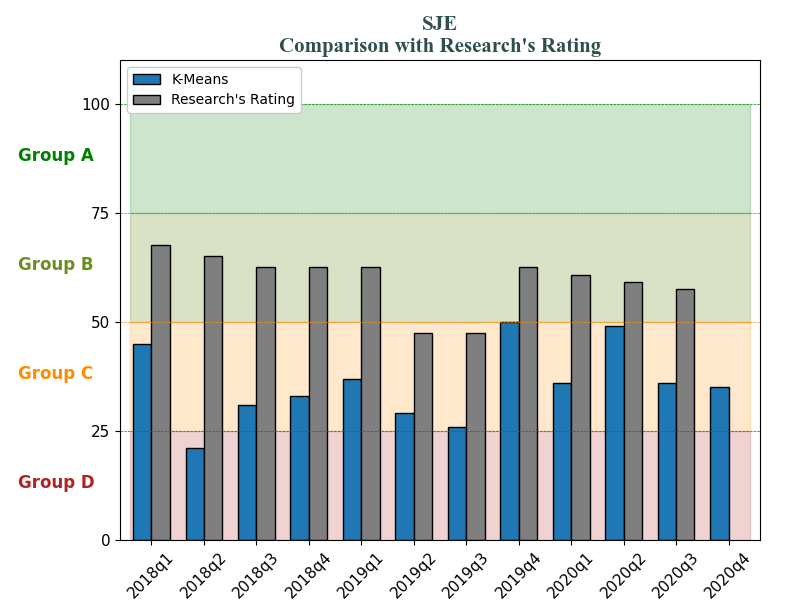 SJE
Comparison with Research's Rating
K-Means
Research's Rating
100
Group A
75
Group B
50
Group C
25
Group D
0
2018q1
2018q2
2018q3
2018q4
2019q1
2019q2
2019q3
2019q4
2020q1
2020q2
2020q3
2020q4